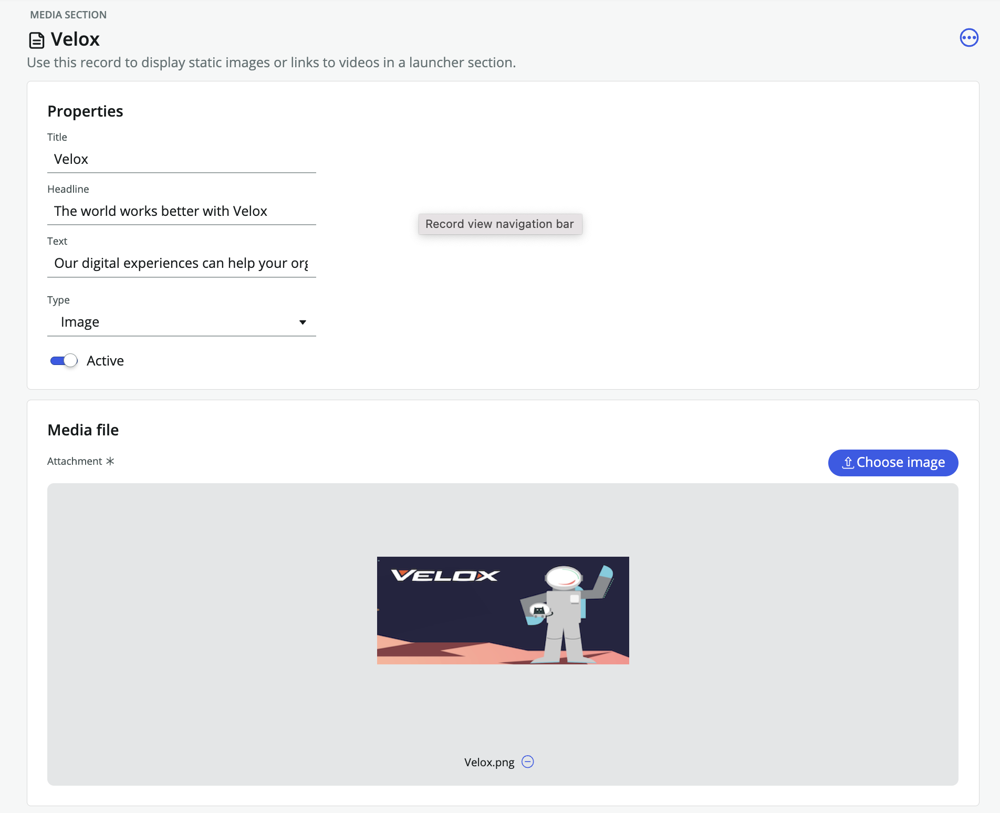 MEDIA SECTION
Velox
Use this record to display static images or links to videos in a launcher section.
Properties
Title
Velox
Headline
The world works better with Velox
Record view navigation bar
Text
Our digital experiences can help your org
Type
Image
Active
Media file
Attachment *
Choose image
VELOX
Velox.png